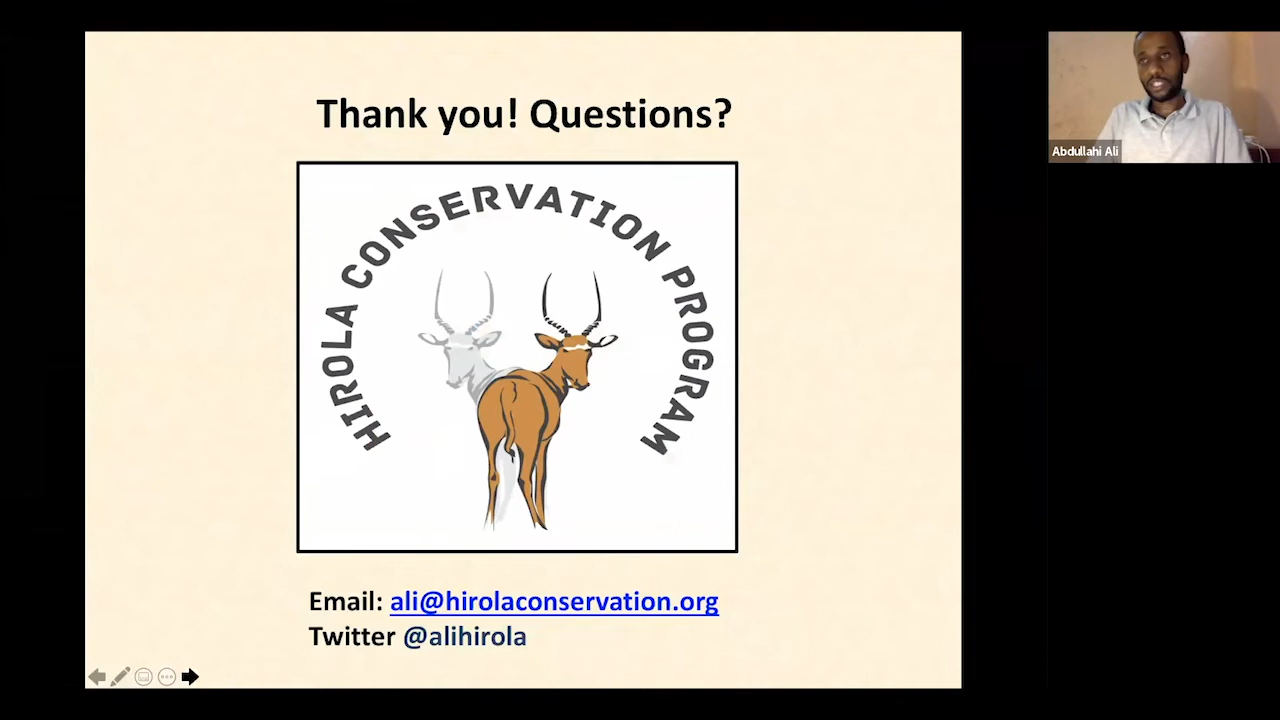 Thank you! Questions?
HIROLA CONSERVATION PROGRAM
Email: ali@hirolaconservation.org
Twitter @alihirola
Abdullahi Ali